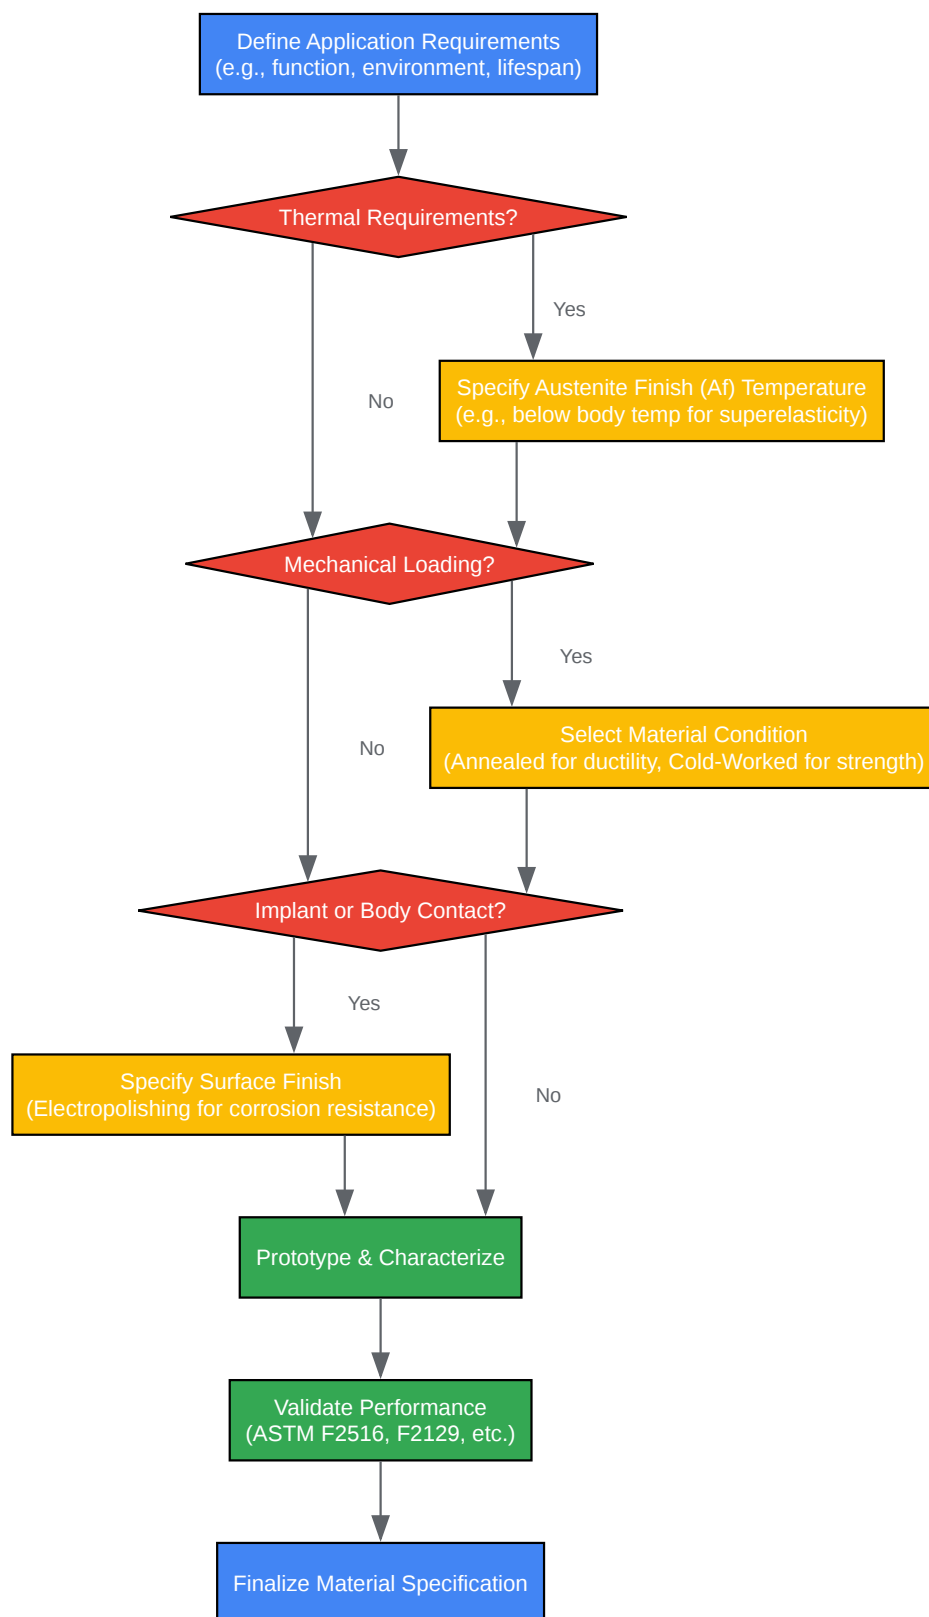 Define Application Requirements
(e.g., function, environment, lifespan)
Thermal Requirements?
Yes
Specify Austenite Finish (Af) Temperature
(e.g., below body temp for superelasticity)
No
Mechanical Loading?
Yes
Select Material Condition
(Annealed for ductility, Cold-Worked for strength)
No
Implant or Body Contact?
Yes
Specify Surface Finish
(Electropolishing for corrosion resistance)
No
Prototype & Characterize
Validate Performance
(ASTM F2516, F2129, etc.)
Finalize Material Specification